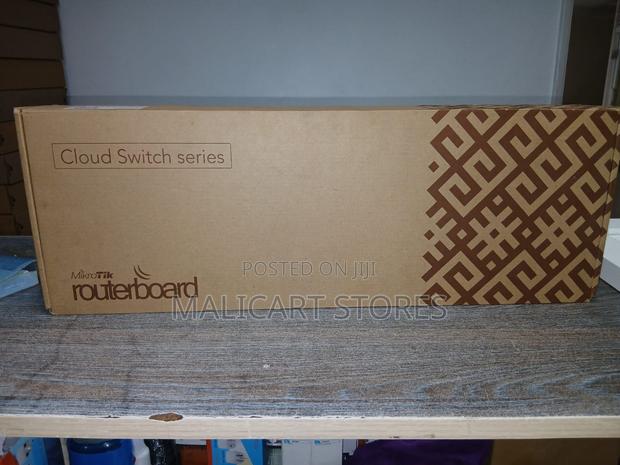 Cloud Switch series
POSTED ON JIJI
MikroTik
routerboard
MALICART STORES